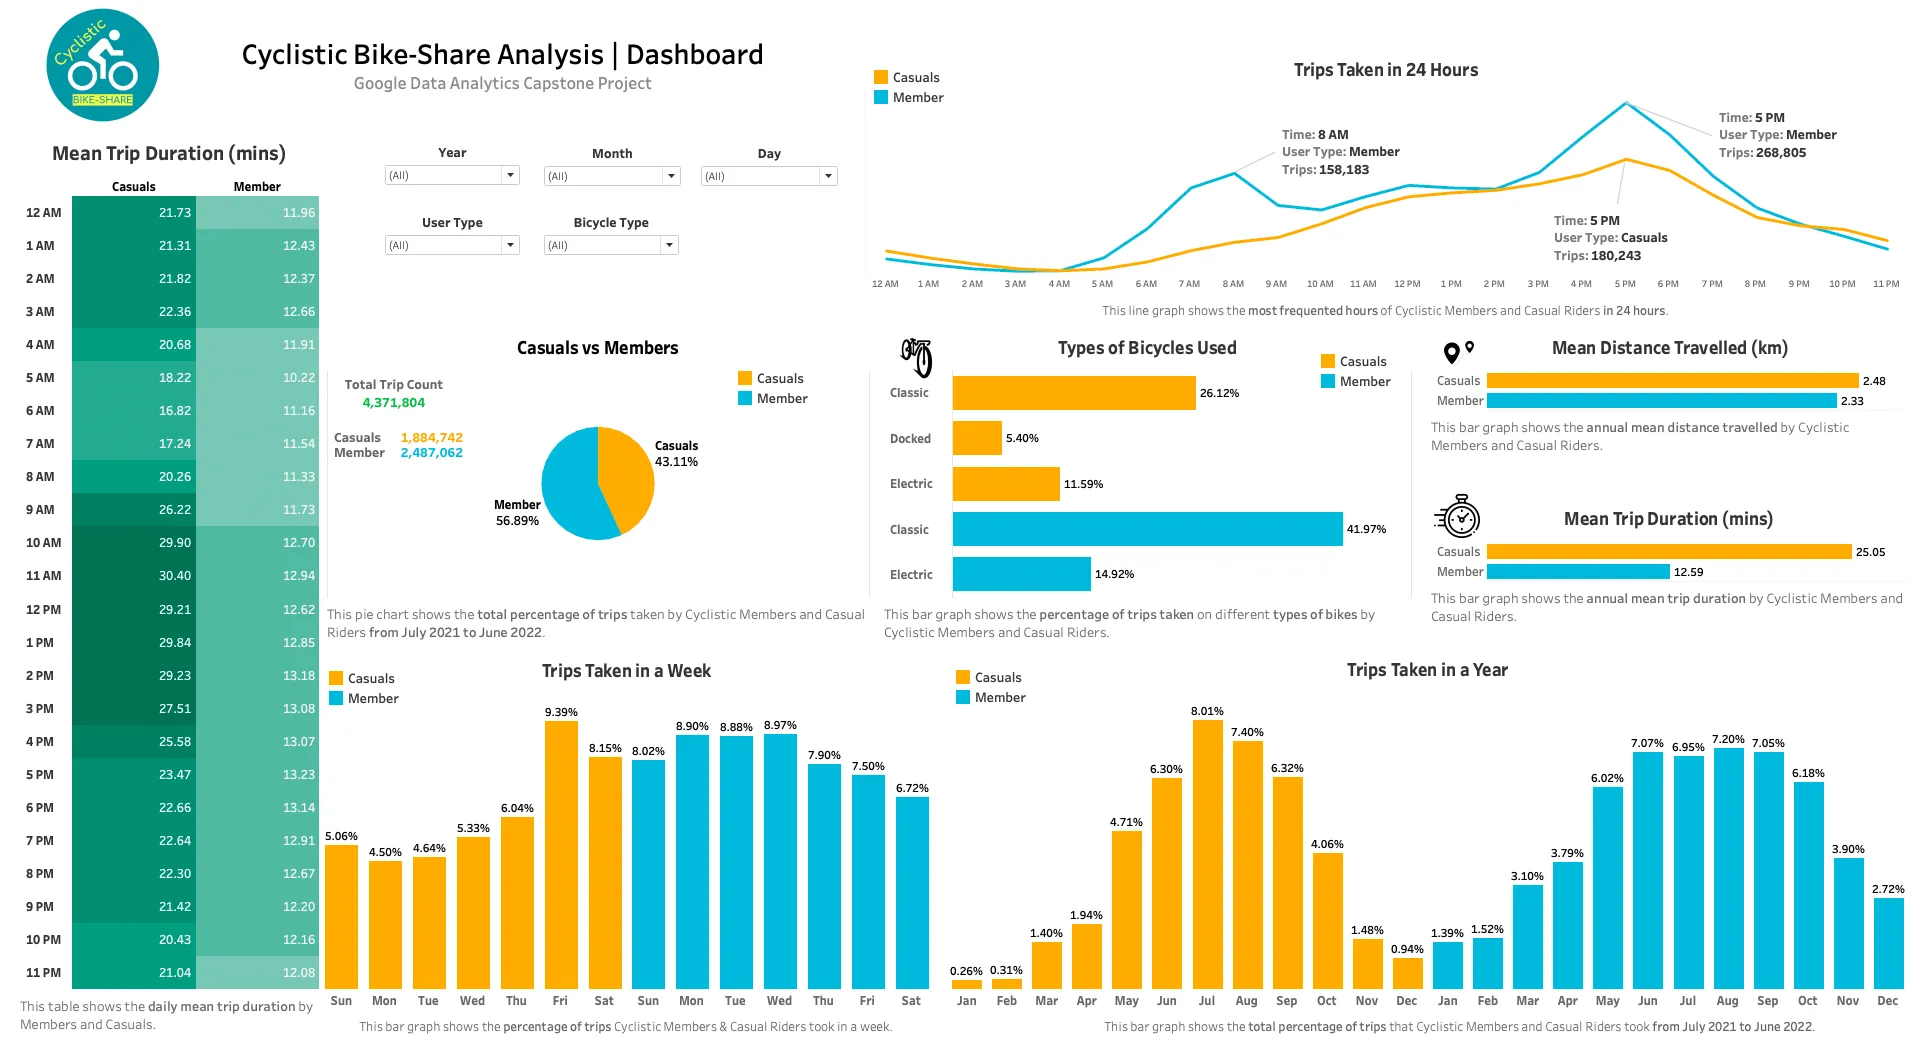 Cyclistic
BIKE-SHARE
Cyclistic Bike-Share Analysis | Dashboard
Google Data Analytics Capstone Project
Mean Trip Duration (mins)
Casuals Member
12 AM 21.73 11.96
1 AM 21.31 12.43
2 AM 21.82 12.37
3 AM 22.36 12.66
4 AM 20.68 11.91
5 AM 18.22 10.22
6 AM 16.82 11.16
7 AM 17.24 11.54
8 AM 20.26 11.33
9 AM 26.22 11.73
10 AM 29.90 12.70
11 AM 30.40 12.94
12 PM 29.21 12.62
1 PM 29.84 12.85
2 PM 29.23 13.18
3 PM 27.51 13.08
4 PM 25.58 13.07
5 PM 23.47 13.23
6 PM 22.66 13.14
7 PM 22.64 12.91
8 PM 22.30 12.67
9 PM 21.42 12.20
10 PM 20.43 12.16
11 PM 21.04 12.08
This table shows the daily mean trip duration by
Members and Casuals.
Year Month Day
(All) (All) (All)
User Type Bicycle Type
(All) (All)
Trips Taken in 24 Hours
Casuals
Member
Time: 8 AM
User Type: Member
Trips: 158,183
Time: 5 PM
User Type: Member
Trips: 268,805
Time: 5 PM
User Type: Casuals
Trips: 180,243
12 AM 1 AM 2 AM 3 AM 4 AM 5 AM 6 AM 7 AM 8 AM 9 AM 10 AM 11 AM 12 PM 1 PM 2 PM 3 PM 4 PM 5 PM 6 PM 7 PM 8 PM 9 PM 10 PM 11 PM
This line graph shows the most frequented hours of Cyclistic Members and Casual Riders in 24 hours.
Casuals vs Members
Total Trip Count
4,371,804
Casuals 1,884,742
Member 2,487,062
Casuals
Member
Casuals
43.11%
Member
56.89%
This pie chart shows the total percentage of trips taken by Cyclistic Members and Casual
Riders from July 2021 to June 2022.
Types of Bicycles Used
Casuals
Member
Classic 26.12%
Docked 5.40%
Electric 11.59%
Classic 41.97%
Electric 14.92%
This bar graph shows the percentage of trips taken on different types of bikes by
Cyclistic Members and Casual Riders.
Mean Distance Travelled (km)
Casuals 2.48
Member 2.33
This bar graph shows the annual mean distance travelled by Cyclistic
Members and Casual Riders.
Mean Trip Duration (mins)
Casuals 25.05
Member 12.59
This bar graph shows the annual mean trip duration by Cyclistic Members and
Casual Riders.
Trips Taken in a Week
Casuals
Member
5.06% 4.50% 4.64% 5.33% 6.04% 9.39% 8.15% 8.02% 8.90% 8.88% 8.97% 7.90% 7.50% 6.72%
Sun Mon Tue Wed Thu Fri Sat Sun Mon Tue Wed Thu Fri Sat
This bar graph shows the percentage of trips Cyclistic Members & Casual Riders took in a week.
Trips Taken in a Year
Casuals
Member
0.26% 0.31% 1.40% 1.94% 4.71% 6.30% 8.01% 7.40% 6.32% 4.06% 1.48% 0.94% 1.39% 1.52% 3.10% 3.79% 6.02% 7.07% 6.95% 7.20% 7.05% 6.18% 3.90% 2.72%
Jan Feb Mar Apr May Jun Jul Aug Sep Oct Nov Dec Jan Feb Mar Apr May Jun Jul Aug Sep Oct Nov Dec
This bar graph shows the total percentage of trips that Cyclistic Members and Casual Riders took from July 2021 to June 2022.